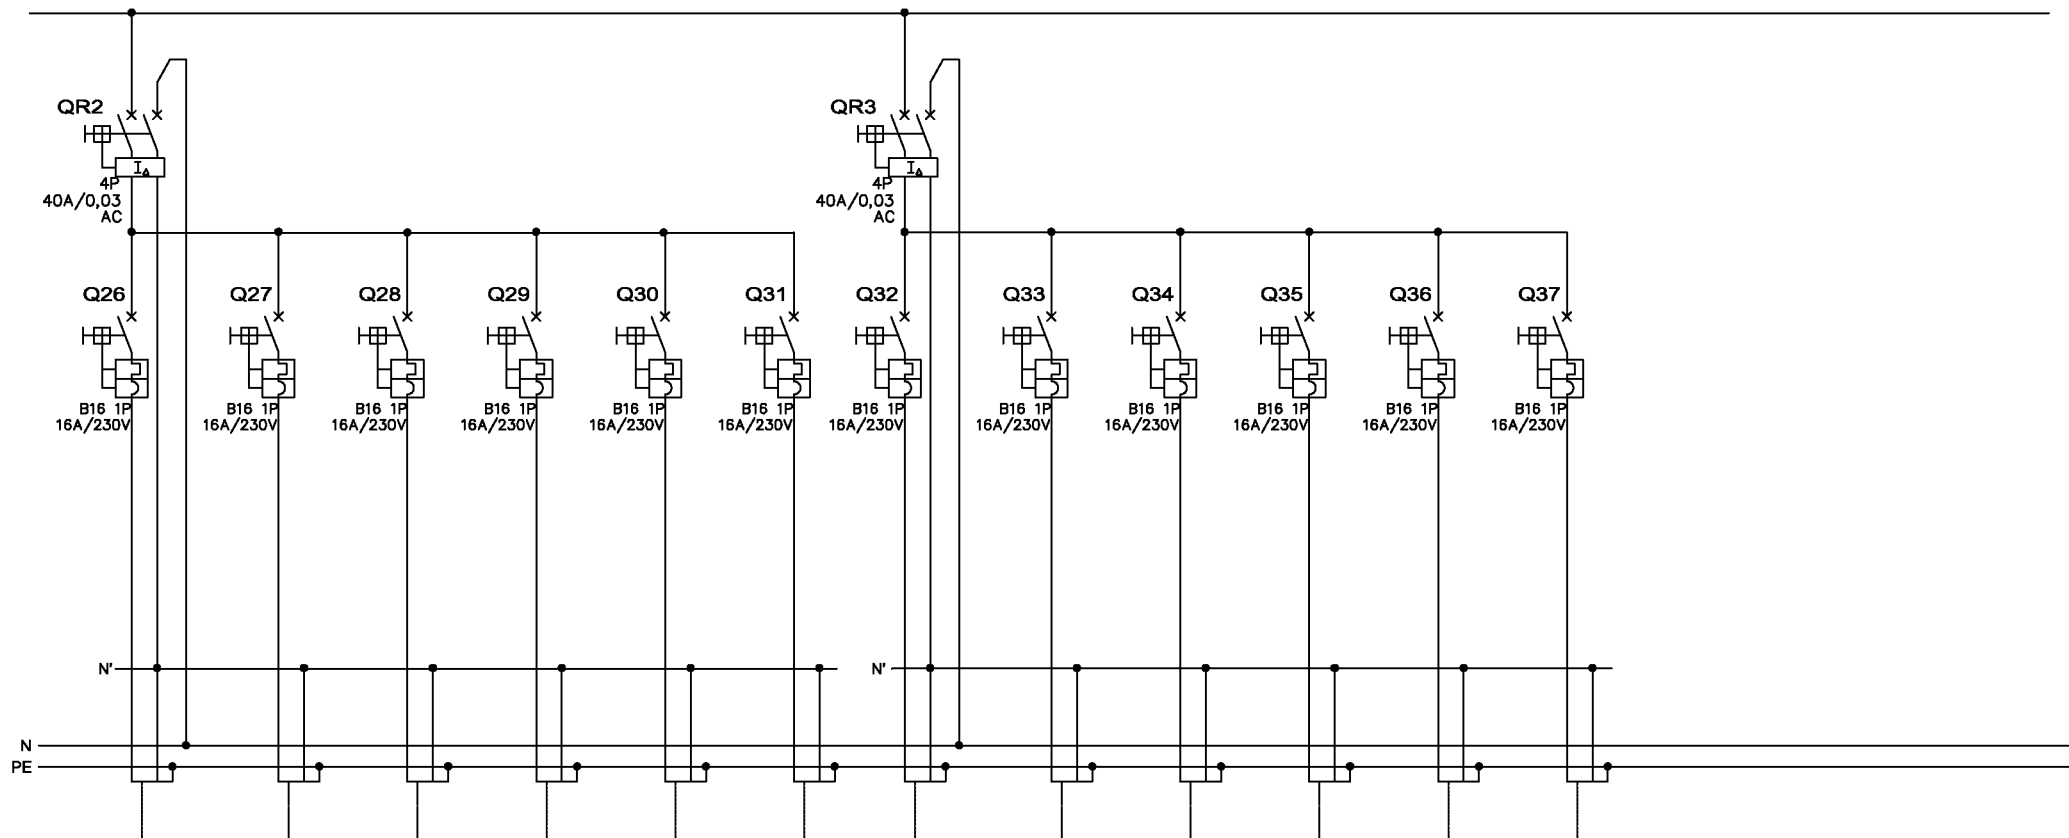 QR2
QR3
I
I
4P
4P
40A/0,03
40A/0,03
AC
AC
Q26
Q27
Q28
Q29
Q30
Q31
Q32
Q33
Q34
Q35
Q36
Q37
B16 1P
B16 1P
B16 1P
B16 1P
B16 1P
B16 1P
B16 1P
B16 1P
B16 1P
B16 1P
B16 1P
B16 1P
16A/230V
16A/230V
16A/230V
16A/230V
16A/230V
16A/230V
16A/230V
16A/230V
16A/230V
16A/230V
16A/230V
16A/230V
N'
N'
N
PE